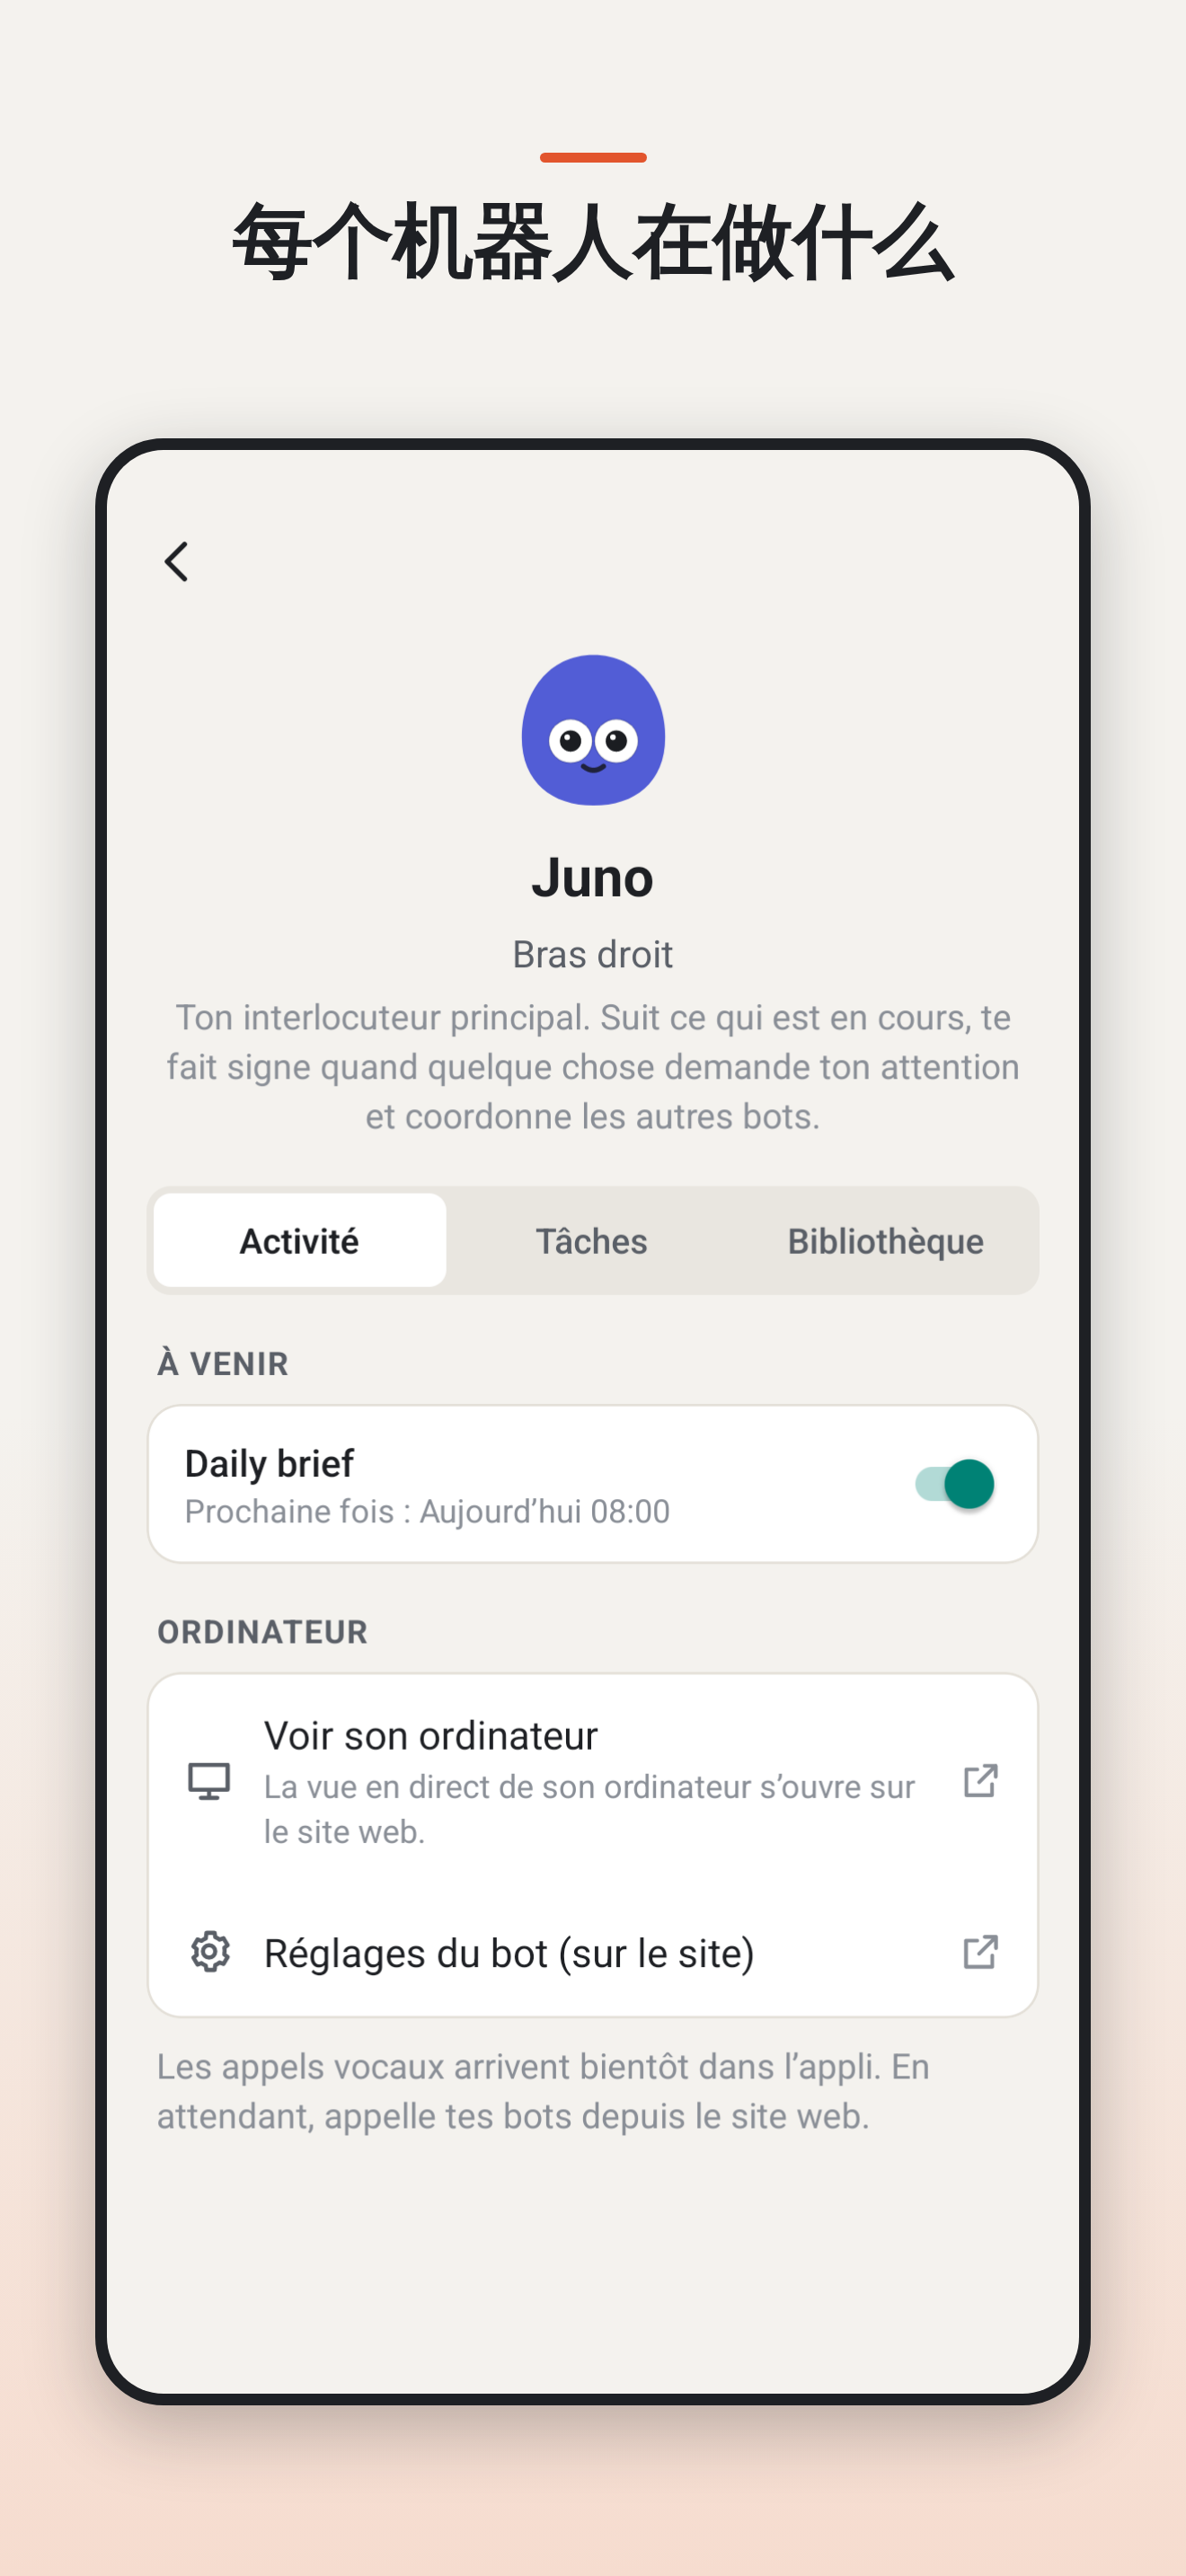 每个机器人在做什么
Juno
Bras droit
Ton interlocuteur principal. Suit ce qui est en cours, te
fait signe quand quelque chose demande ton attention
et coordonne les autres bots.
Activité
Tâches
Bibliothèque
À VENIR
Daily brief
Prochaine fois : Aujourd’hui 08:00
ORDINATEUR
Voir son ordinateur
La vue en direct de son ordinateur s’ouvre sur
le site web.
Réglages du bot (sur le site)
Les appels vocaux arrivent bientôt dans l’appli. En
attendant, appelle tes bots depuis le site web.